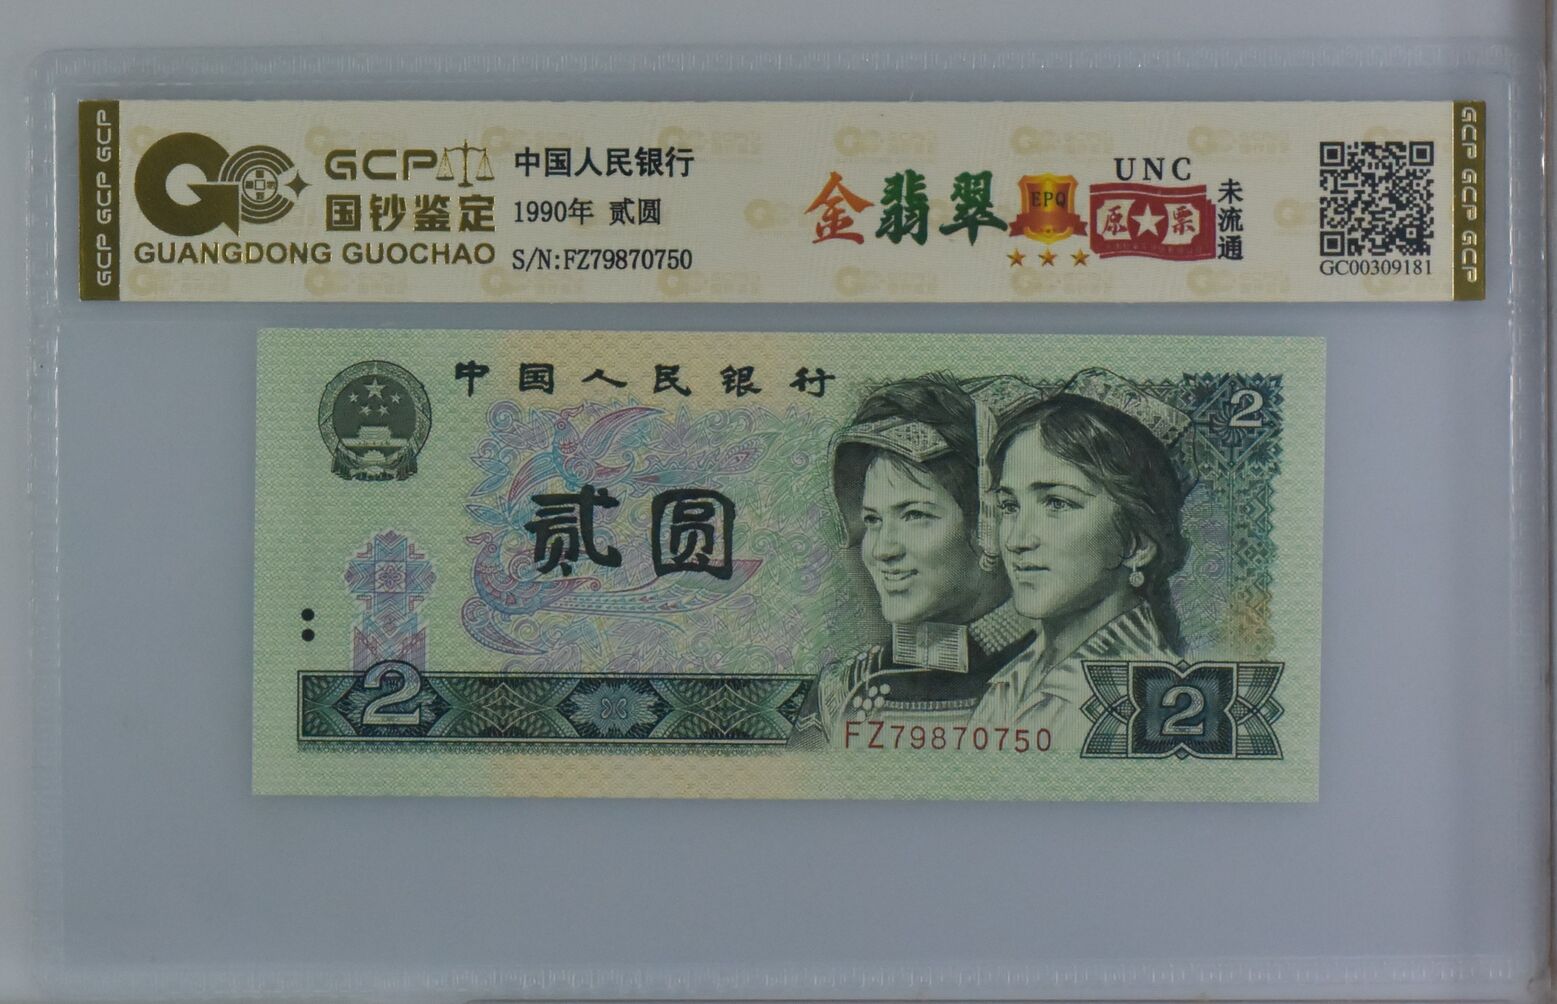 GCP GCP GCP
GCP
国钞鉴定
GUANGDONG GUOCHAO
中国人民银行
1990年 贰圆
S/N:FZ79870750
金翡翠
EPQ
UNC
原★票
未流通
GC00309181
GCP GCP GCP
中国人民银行
2
贰圆
2
FZ79870750
2